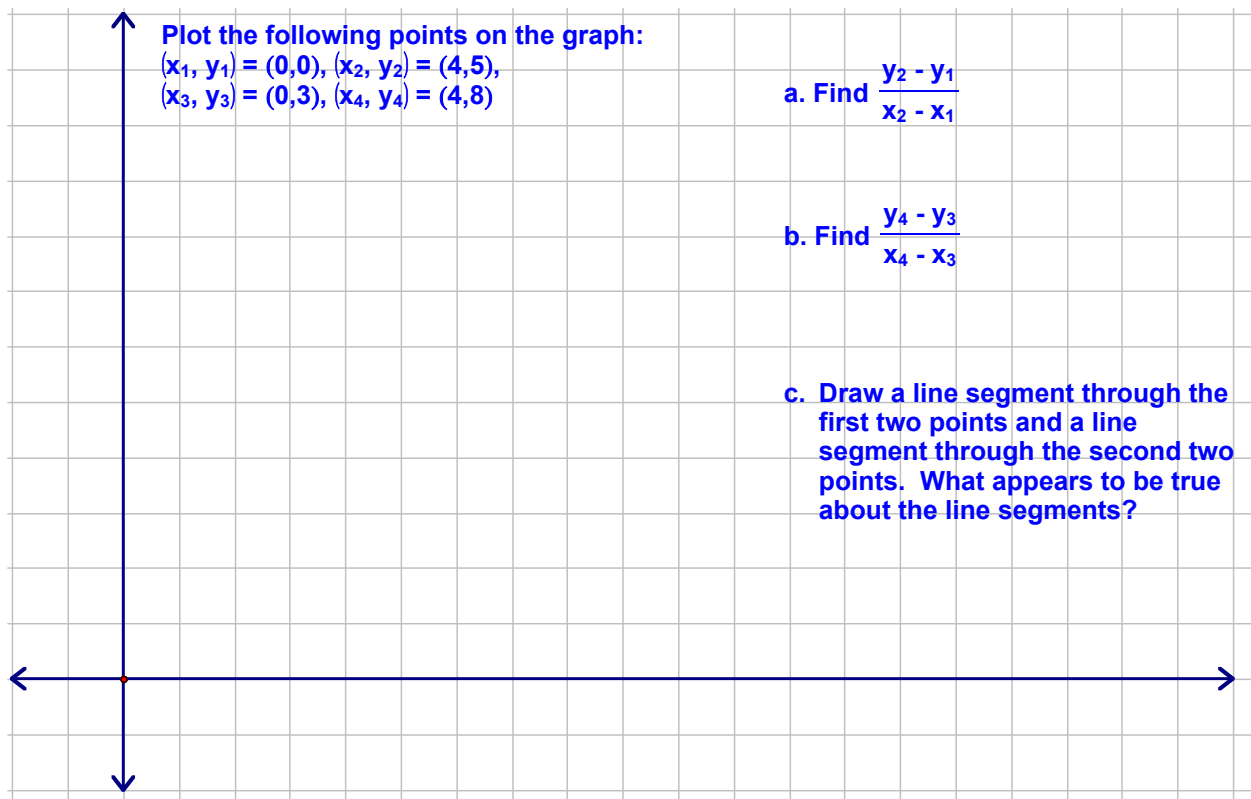 Plot the following points on the graph:
(x₁, y₁) = (0,0), (x₂, y₂) = (4,5),
(x₃, y₃) = (0,3), (x₄, y₄) = (4,8)
a. Find
y₂ - y₁
x₂ - x₁
b. Find
y₄ - y₃
x₄ - x₃
c. Draw a line segment through the
first two points and a line
segment through the second two
points. What appears to be true
about the line segments?